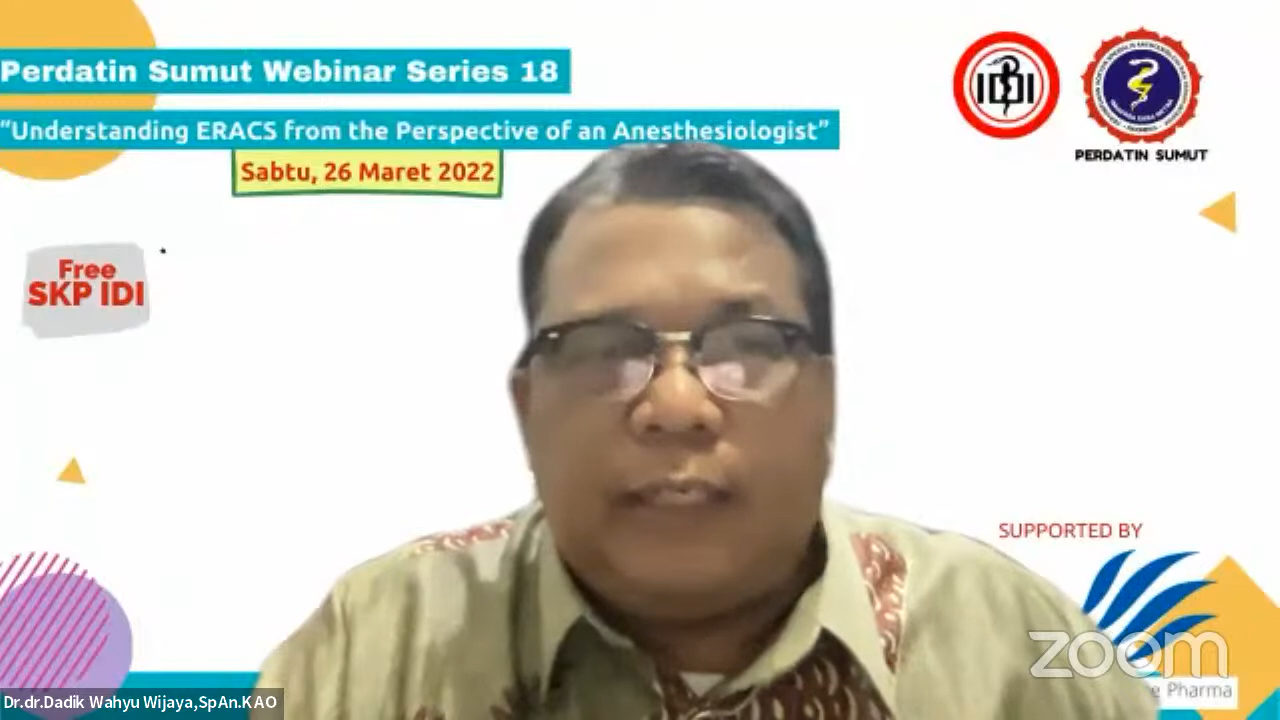 Perdatin Sumut Webinar Series 18
“Understanding ERACS from the Perspective of an Anesthesiologist”
Sabtu, 26 Maret 2022
IDI
PERDATIN SUMUT
Free
SKP IDI
SUPPORTED BY
zoom
Pharma
Dr.dr.Dadik Wahyu Wijaya,SpAn.KAO